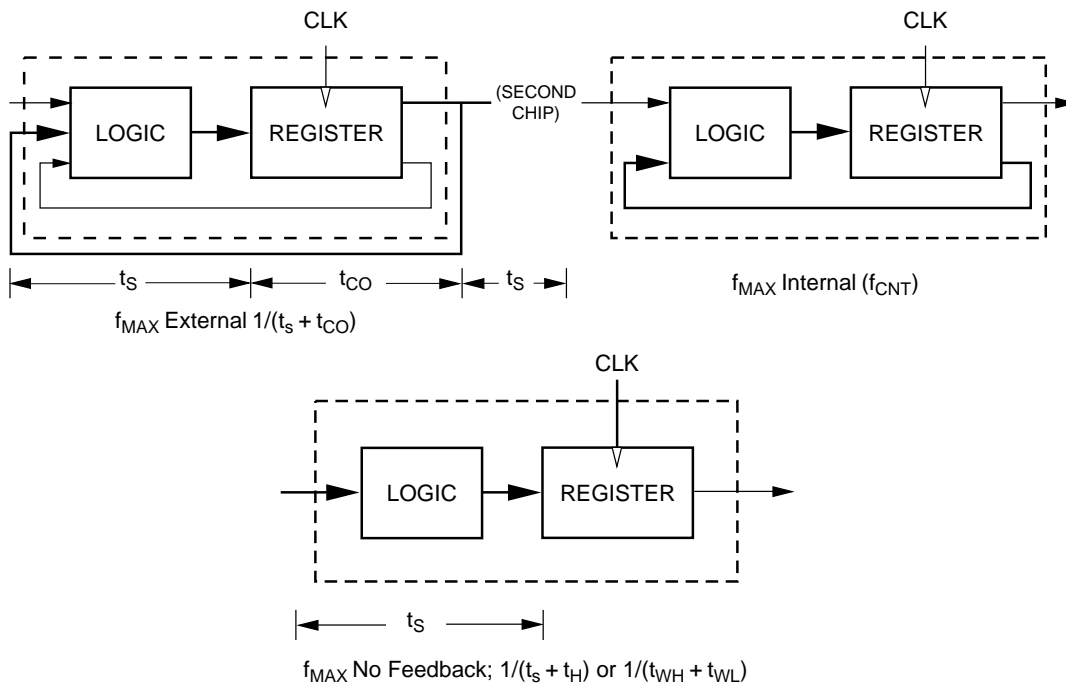 CLK
LOGIC
REGISTER
(SECOND
CHIP)
tS
tCO
tS
fMAX External 1/(ts + tCO)
CLK
LOGIC
REGISTER
fMAX Internal (fCNT)
CLK
LOGIC
REGISTER
tS
fMAX No Feedback; 1/(ts + tH) or 1/(tWH + tWL)